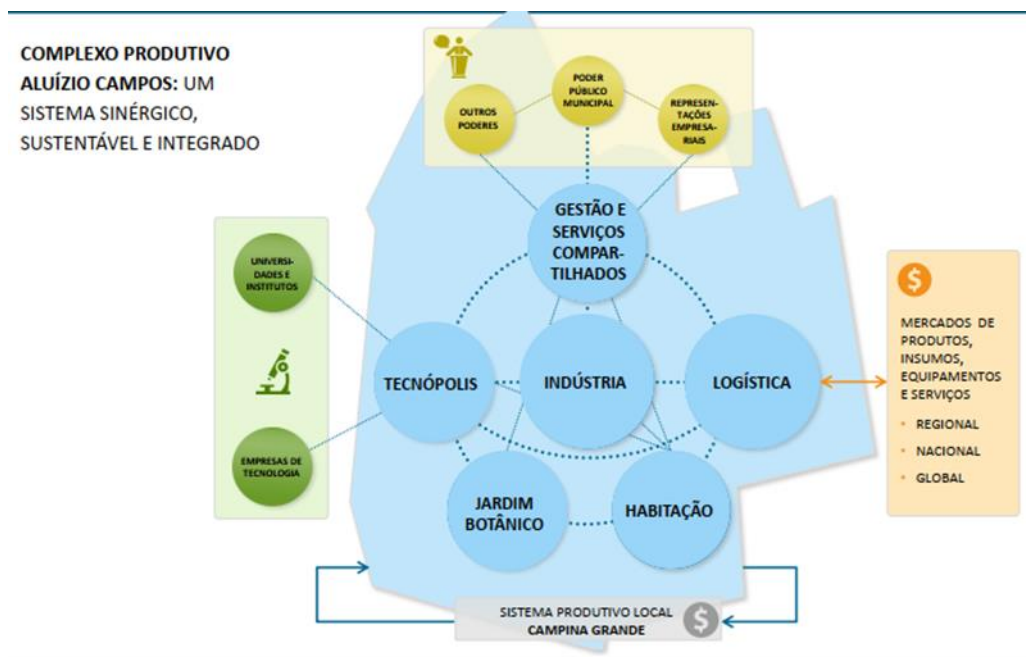 COMPLEXO PRODUTIVO
ALUÍZIO CAMPOS: UM
SISTEMA SINÉRGICO,
SUSTENTÁVEL E INTEGRADO
OUTROS
PODERES
PODER
PÚBLICO
MUNICIPAL
REPRESEN-
TAÇÕES
EMPRESA-
RIAIS
GESTÃO E
SERVIÇOS
COMPAR-
TILHADOS
UNIVERSI-
DADES E
INSTITUTOS
EMPRESAS DE
TECNOLOGIA
TECNÓPOLIS
INDÚSTRIA
LOGÍSTICA
$
MERCADOS DE
PRODUTOS,
INSUMOS,
EQUIPAMENTOS
E SERVIÇOS
• REGIONAL
• NACIONAL
• GLOBAL
JARDIM
BOTÂNICO
HABITAÇÃO
SISTEMA PRODUTIVO LOCAL
CAMPINA GRANDE
$